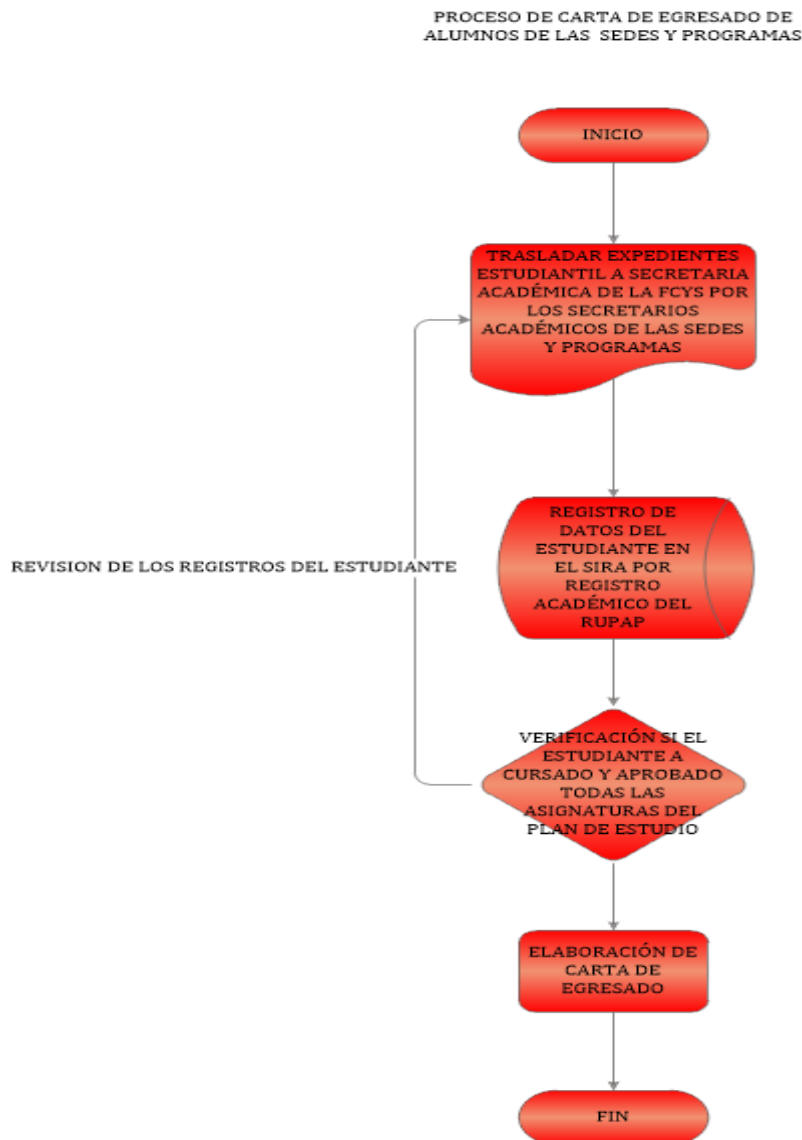 PROCESO DE CARTA DE EGRESADO DE
ALUMNOS DE LAS SEDES Y PROGRAMAS
INICIO
TRASLADAR EXPEDIENTES
ESTUDIANTIL A SECRETARIA
ACADÉMICA DE LA FCYS POR
LOS SECRETARIOS
ACADÉMICOS DE LAS SEDES
Y PROGRAMAS
REGISTRO DE
DATOS DEL
ESTUDIANTE EN
EL SIRA POR
REGISTRO
ACADÉMICO DEL
RUPAP
REVISION DE LOS REGISTROS DEL ESTUDIANTE
VERIFICACIÓN SI EL
ESTUDIANTE A
CURSADO Y APROBADO
TODAS LAS
ASIGNATURAS DEL
PLAN DE ESTUDIO
ELABORACIÓN DE
CARTA DE
EGRESADO
FIN